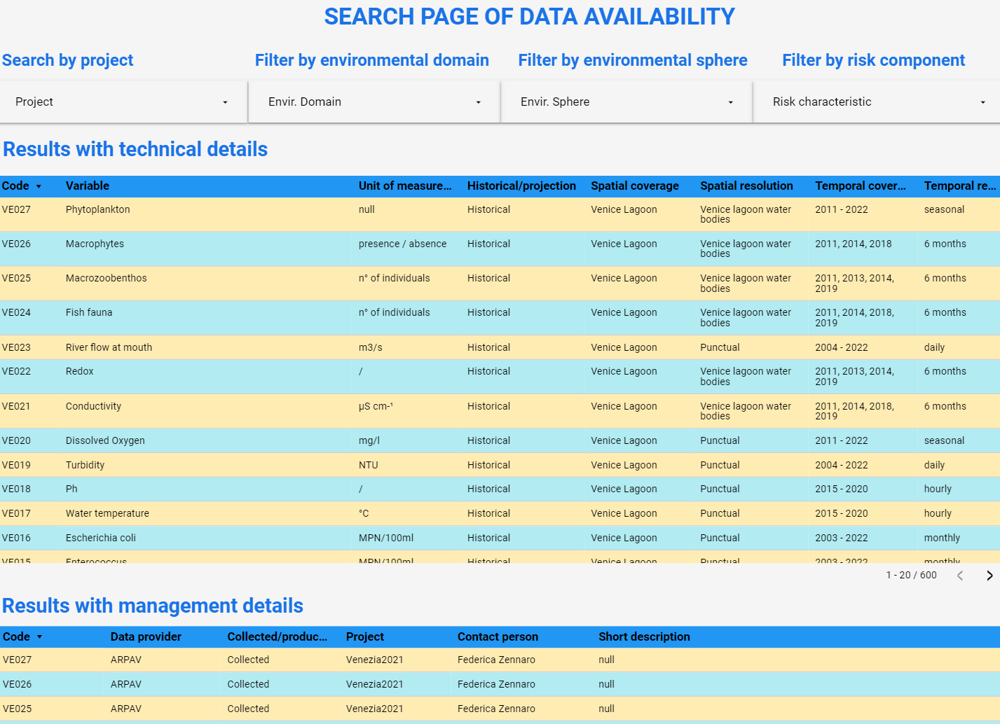 SEARCH PAGE OF DATA AVAILABILITY
Search by project Filter by environmental domain Filter by environmental sphere Filter by risk component
Project Envir. Domain Envir. Sphere Risk characteristic
Results with technical details
Code Variable Unit of measure... Historical/projection Spatial coverage Spatial resolution Temporal cover... Temporal re...
VE027 Phytoplankton null Historical Venice Lagoon Venice lagoon water bodies 2011 - 2022 seasonal
VE026 Macrophytes presence / absence Historical Venice Lagoon Venice lagoon water bodies 2011, 2014, 2018 6 months
VE025 Macrozoobenthos n° of individuals Historical Venice Lagoon Venice lagoon water bodies 2011, 2013, 2014, 2019 6 months
VE024 Fish fauna n° of individuals Historical Venice Lagoon Venice lagoon water bodies 2011, 2014, 2018, 2019 6 months
VE023 River flow at mouth m3/s Historical Venice Lagoon Punctual 2004 - 2022 daily
VE022 Redox / Historical Venice Lagoon Venice lagoon water bodies 2011, 2013, 2014, 2019 6 months
VE021 Conductivity µS cm-¹ Historical Venice Lagoon Venice lagoon water bodies 2011, 2014, 2018, 2019 6 months
VE020 Dissolved Oxygen mg/l Historical Venice Lagoon Punctual 2011 - 2022 seasonal
VE019 Turbidity NTU Historical Venice Lagoon Punctual 2004 - 2022 daily
VE018 Ph / Historical Venice Lagoon Punctual 2015 - 2020 hourly
VE017 Water temperature °C Historical Venice Lagoon Punctual 2015 - 2020 hourly
VE016 Escherichia coli MPN/100ml Historical Venice Lagoon Punctual 2003 - 2022 monthly
VE015 Enterococcus MPN/100ml Historical Venice Lagoon Punctual 2003 - 2022 monthly
1 - 20 / 600
Results with management details
Code Data provider Collected/produc... Project Contact person Short description
VE027 ARPAV Collected Venezia2021 Federica Zennaro null
VE026 ARPAV Collected Venezia2021 Federica Zennaro null
VE025 ARPAV Collected Venezia2021 Federica Zennaro null